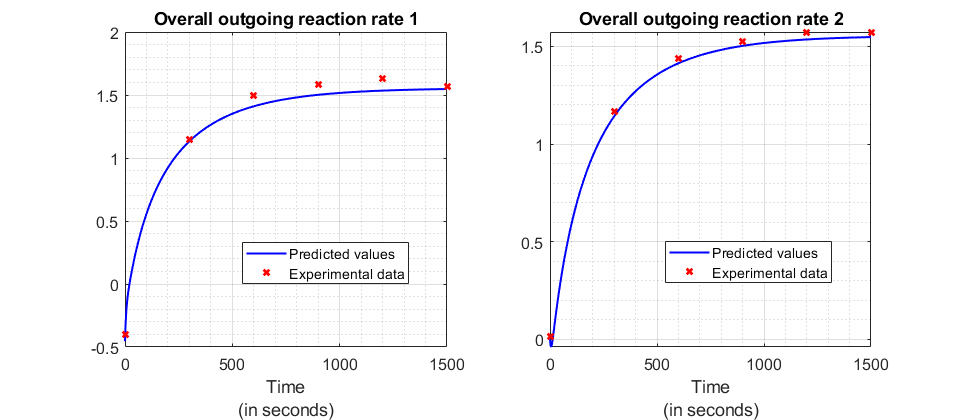 Overall outgoing reaction rate 1
2
1.5
1
0.5
0
-0.5
0
500
1000
1500
Time
(in seconds)
Predicted values
Experimental data
Overall outgoing reaction rate 2
1.5
1
0.5
0
0
500
1000
1500
Time
(in seconds)
Predicted values
Experimental data